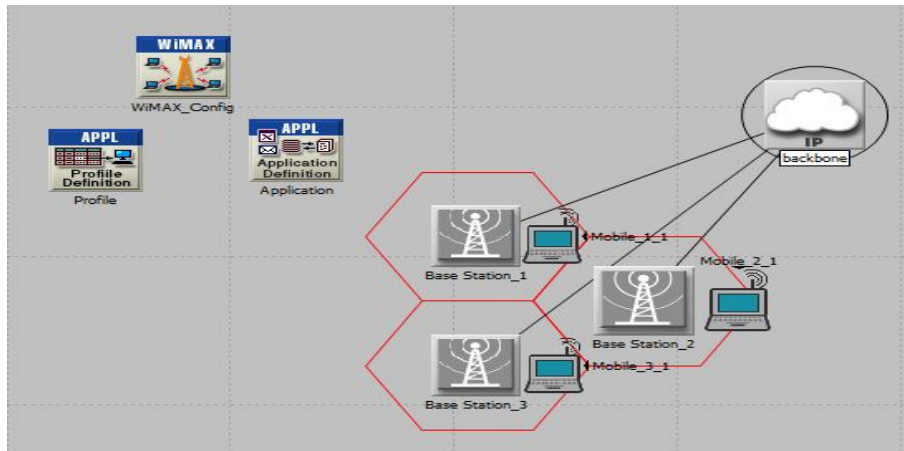 WiMAX
WiMAX_Config
APPL
Profile
Definition
Profile
APPL
Application
Definition
Application
IP
backbone
Base Station_1
Mobile_1_1
Mobile_2_1
Base Station_2
Mobile_3_1
Base Station_3